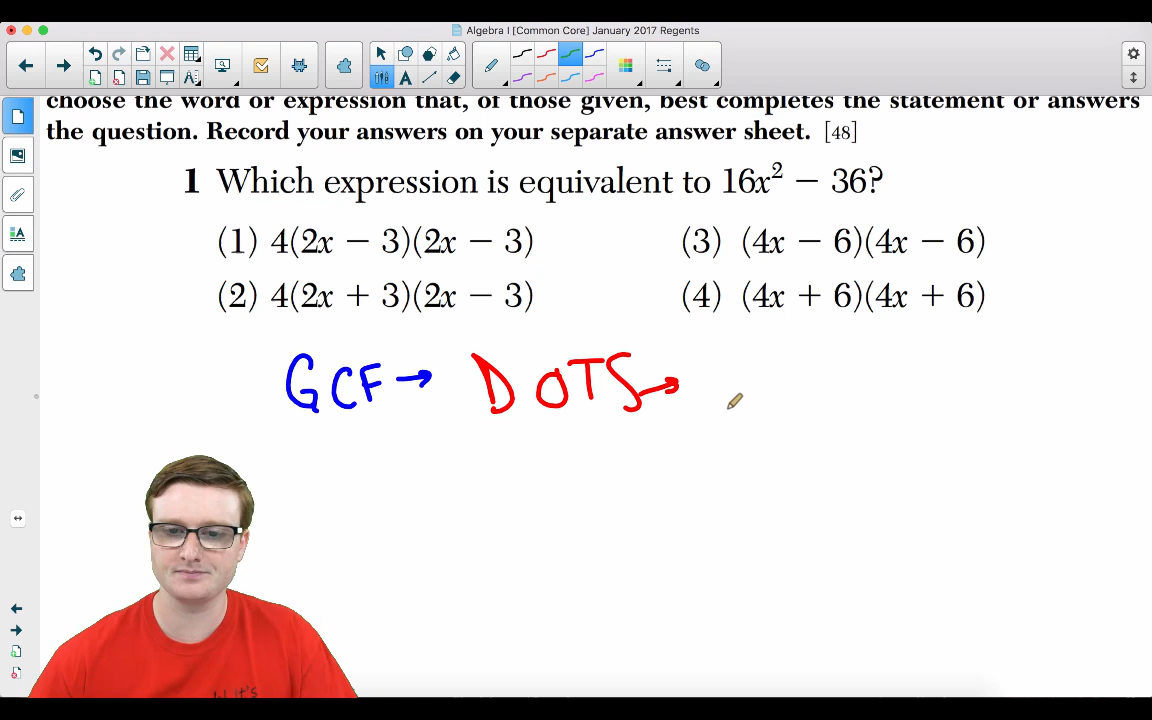 Algebra I [Common Core] January 2017 Regents
choose the word or expression that, of those given, best completes the statement or answers
the question. Record your answers on your separate answer sheet. [48]
1 Which expression is equivalent to 16x² − 36?
(1) 4(2x − 3)(2x − 3) (3) (4x − 6)(4x − 6)
(2) 4(2x + 3)(2x − 3) (4) (4x + 6)(4x + 6)
GCF → DOTS →